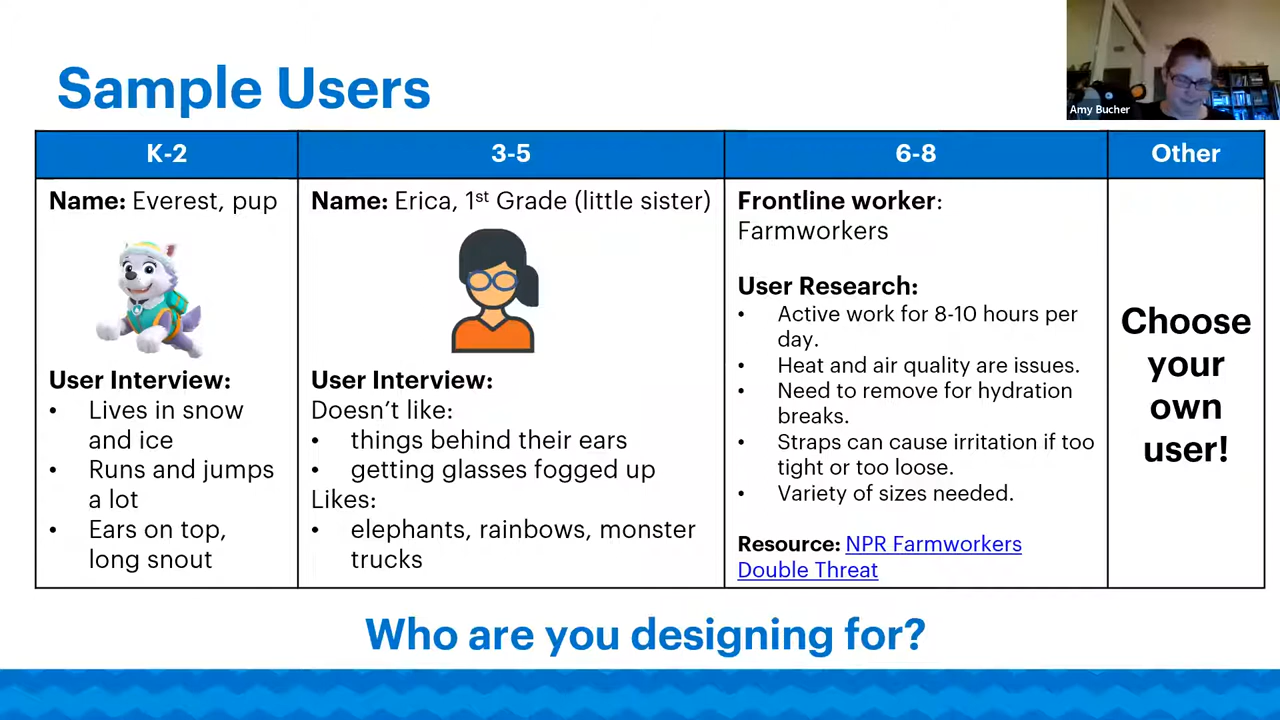 Sample Users
Amy Bucher
K-2
3-5
6-8
Other
Name: Everest, pup
User Interview:
• Lives in snow
and ice
• Runs and jumps
a lot
• Ears on top,
long snout
Name: Erica, 1st Grade (little sister)
User Interview:
Doesn’t like:
• things behind their ears
• getting glasses fogged up
Likes:
• elephants, rainbows, monster
trucks
Frontline worker:
Farmworkers
User Research:
• Active work for 8-10 hours per
day.
• Heat and air quality are issues.
• Need to remove for hydration
breaks.
• Straps can cause irritation if too
tight or too loose.
• Variety of sizes needed.
Resource: NPR Farmworkers
Double Threat
Choose
your
own
user!
Who are you designing for?